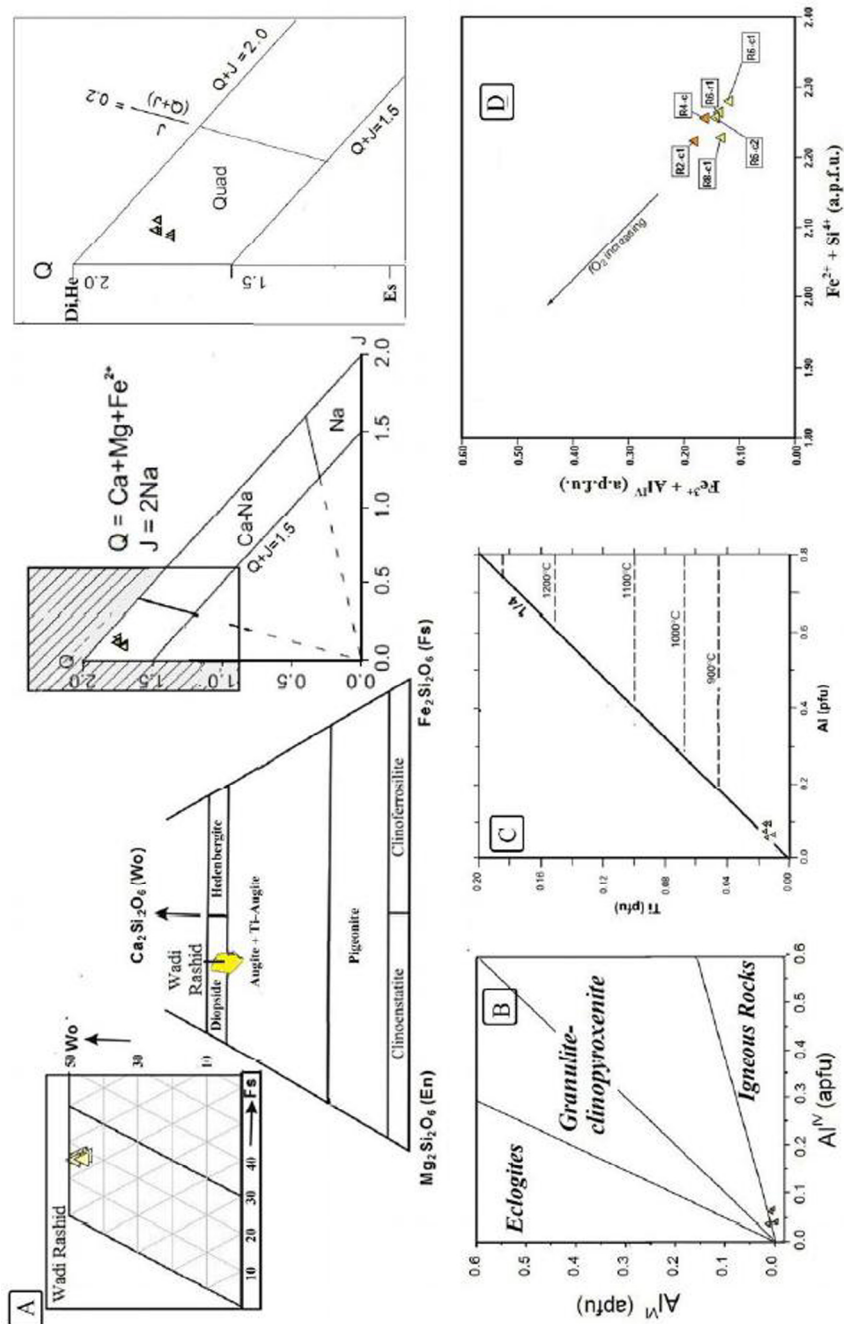 A
Wadi Rashid
50
Wo
30
10
10
20
30
40
Fs
Ca₂Si₂O₆ (Wo)
Wadi
Rashid
Diopside
Hedenbergite
Augite + Ti-Augite
Pigeonite
Clinoenstatite
Clinoferrosilite
Mg₂Si₂O₆ (En)
Fe₂Si₂O₆ (Fs)
Q = Ca+Mg+Fe²⁺
J = 2Na
Q
2.0
1.5
1.0
0.5
0.0
Q+J=1.5
Ca-Na
Na
J
0.0
0.5
1.0
1.5
2.0
Q
Di,He
2.0
1.5
Es
Quad
J
(Q+J)
= 0.2
Q+J = 2.0
Q+J=1.5
B
Eclogites
Granulite-
clinopyroxenite
Igneous Rocks
Alⱽᴵ (apfu)
0.6
0.5
0.3
0.2
0.1
0.0
0.0
0.1
0.2
0.3
0.4
0.5
0.6
Alᴵⱽ (apfu)
C
Ti (pfu)
0.20
0.16
0.12
0.08
0.04
0.00
1/4
1200°C
1100°C
1000°C
900°C
0.0
0.2
0.4
0.6
0.8
Al (pfu)
D
Fe³⁺ + Alᴵⱽ (a.p.f.u.)
0.60
0.50
0.40
0.30
0.20
0.10
0.00
fO₂ increasing
R2-c1
R4-c
R8-c1
R6-r1
R6-c2
R6-c1
1.80
1.90
2.00
2.10
2.20
2.30
2.40
Fe²⁺ + Si⁴⁺ (a.p.f.u.)